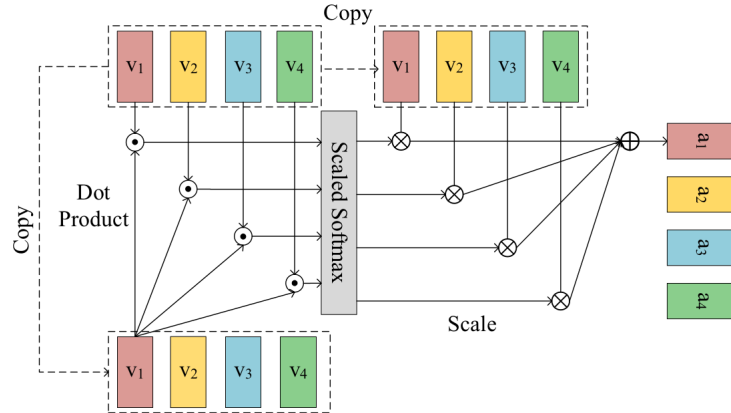 Copy
v1 v2 v3 v4
v1 v2 v3 v4
Copy
Dot
Product
Scaled Softmax
Scale
a1
a2
a3
a4
v1 v2 v3 v4